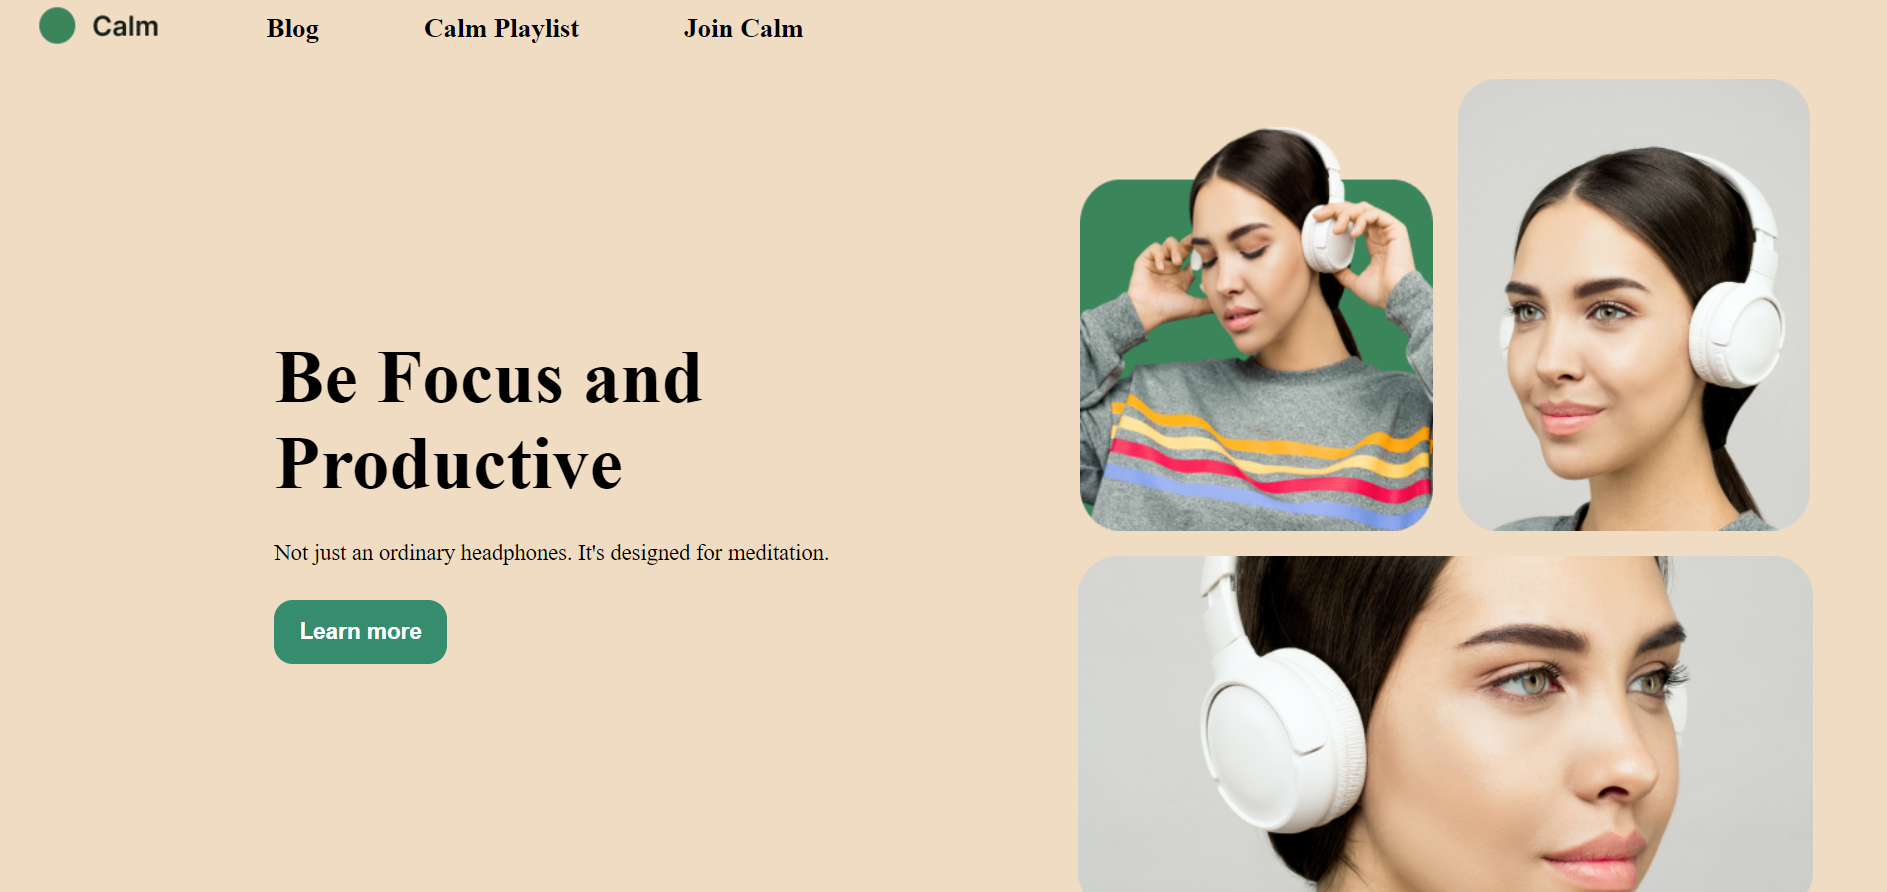 Calm
Blog
Calm Playlist
Join Calm
Be Focus and
Productive
Not just an ordinary headphones. It's designed for meditation.
Learn more